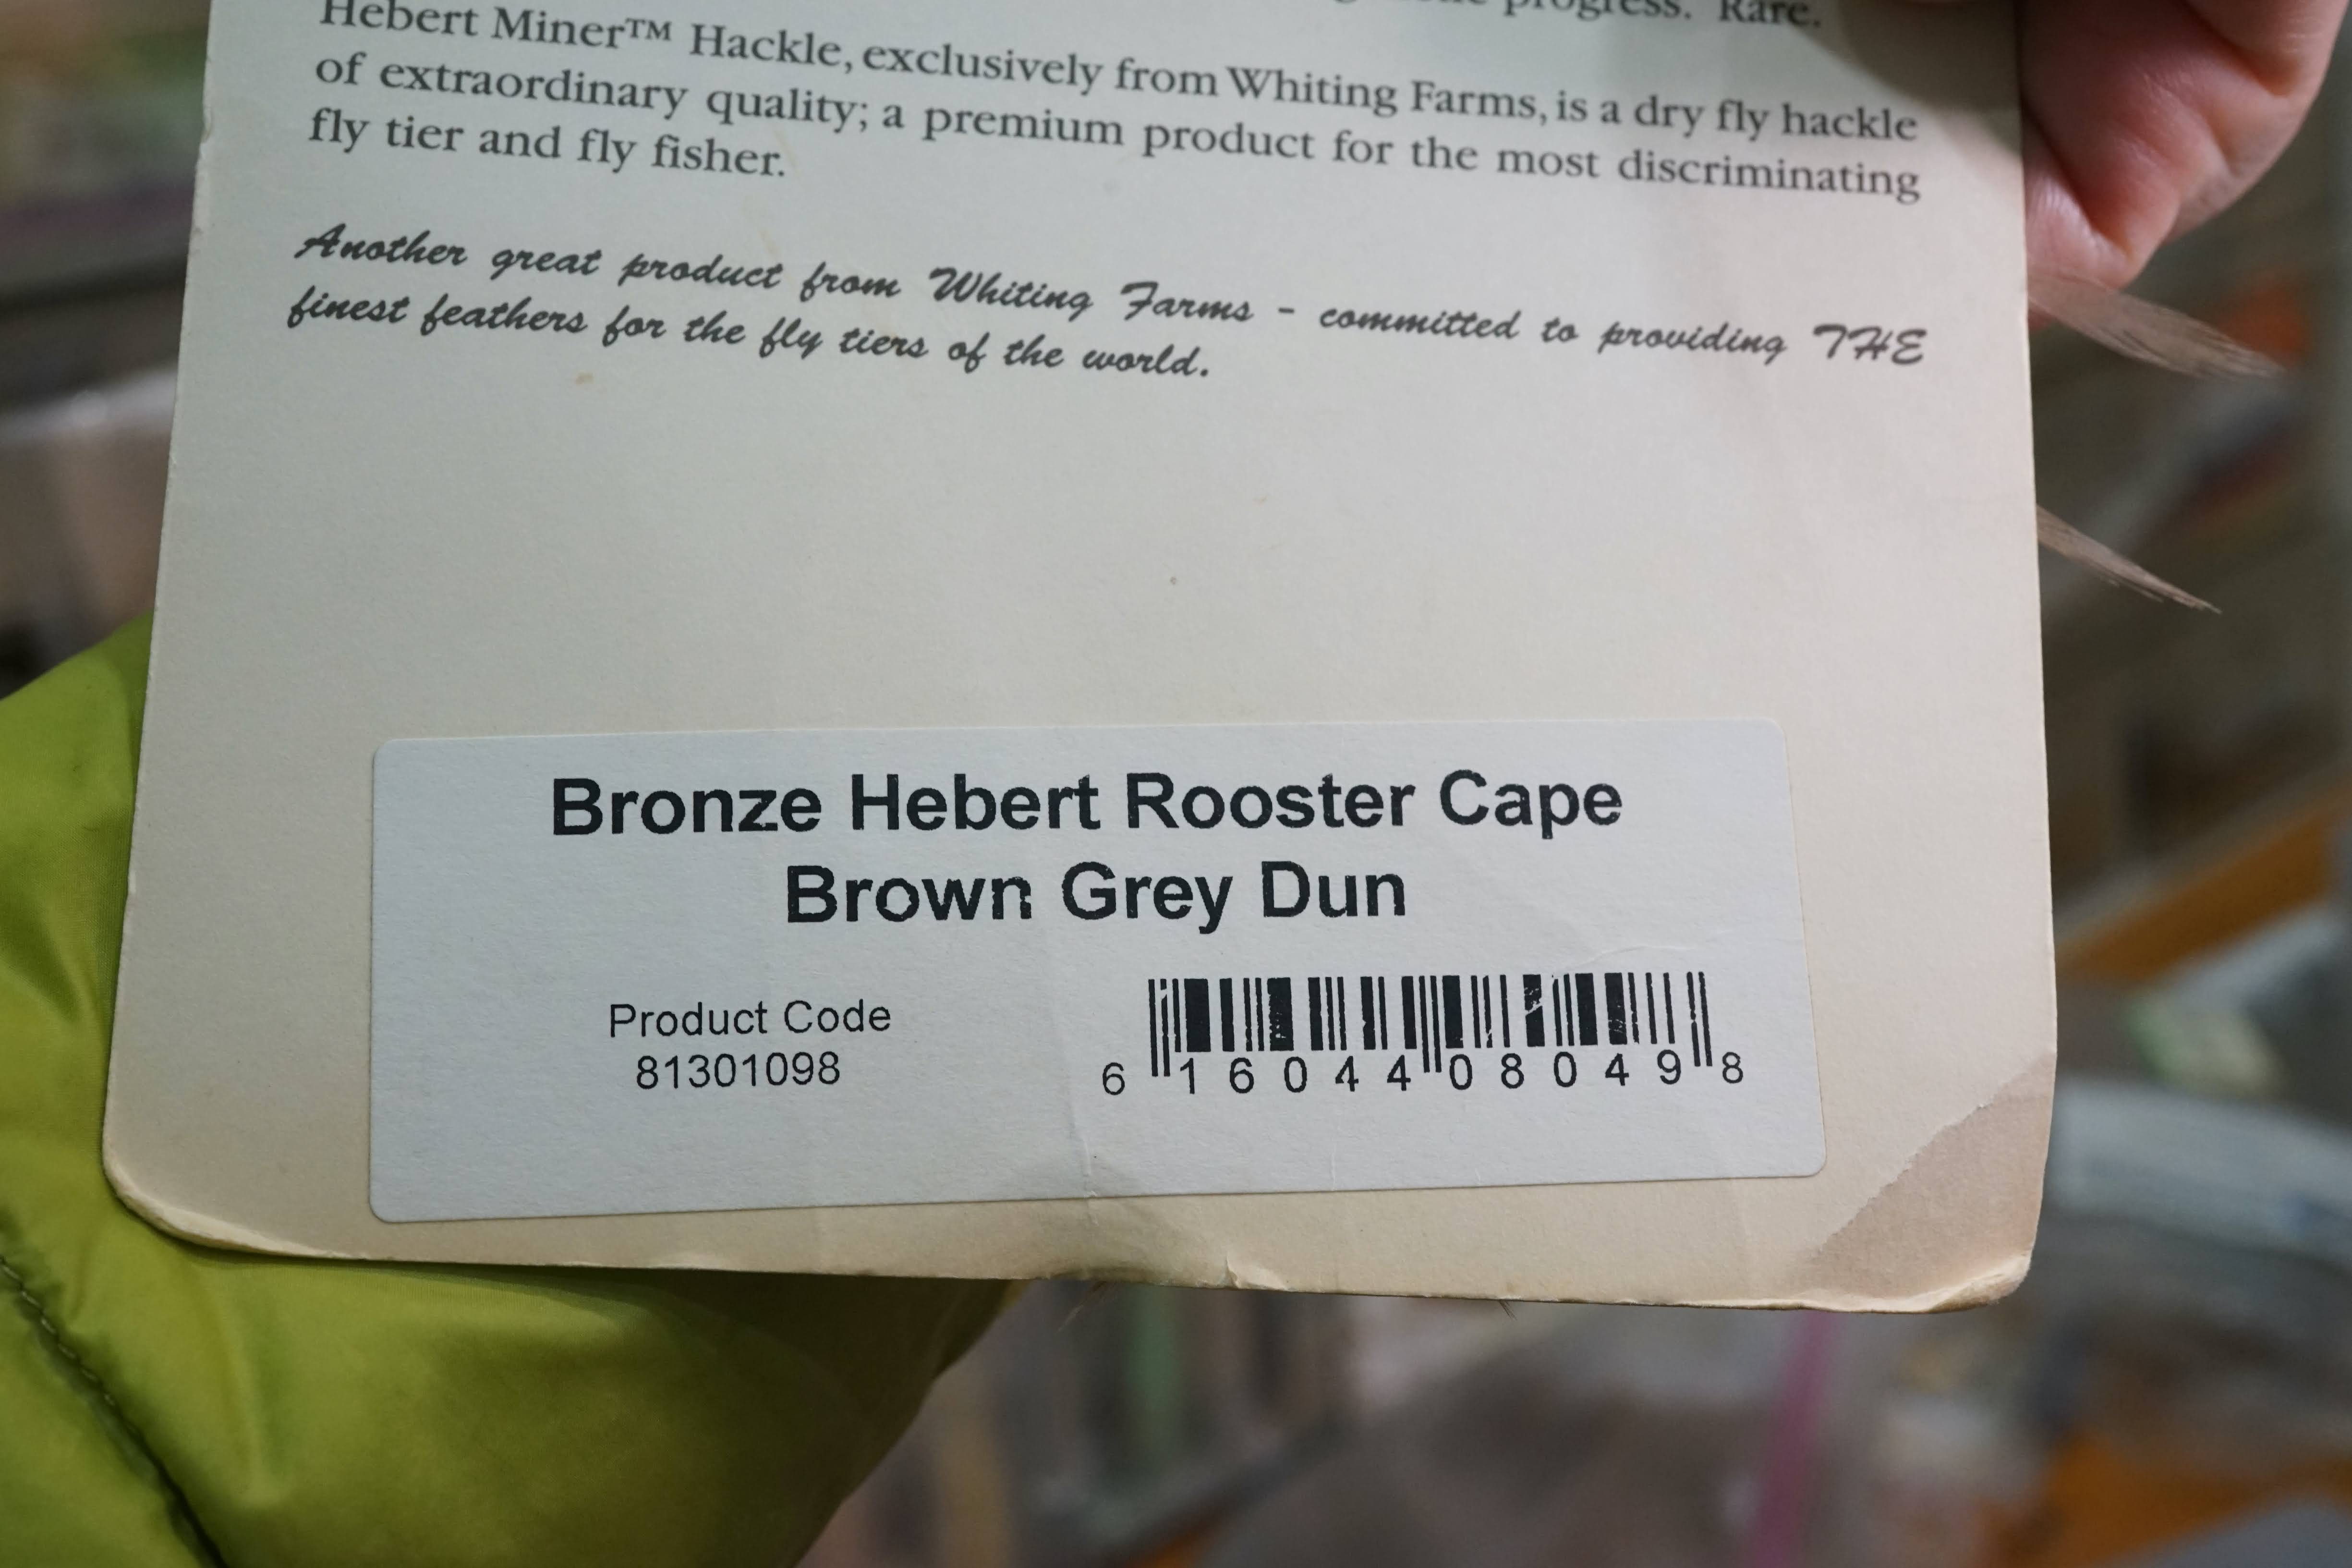 progress. Rare.
Hebert Miner™ Hackle, exclusively from Whiting Farms, is a dry fly hackle
of extraordinary quality; a premium product for the most discriminating
fly tier and fly fisher.
Another great product from Whiting Farms - committed to providing THE
finest feathers for the fly tiers of the world.
Bronze Hebert Rooster Cape
Brown Grey Dun
Product Code
81301098
6 16044 08049 8